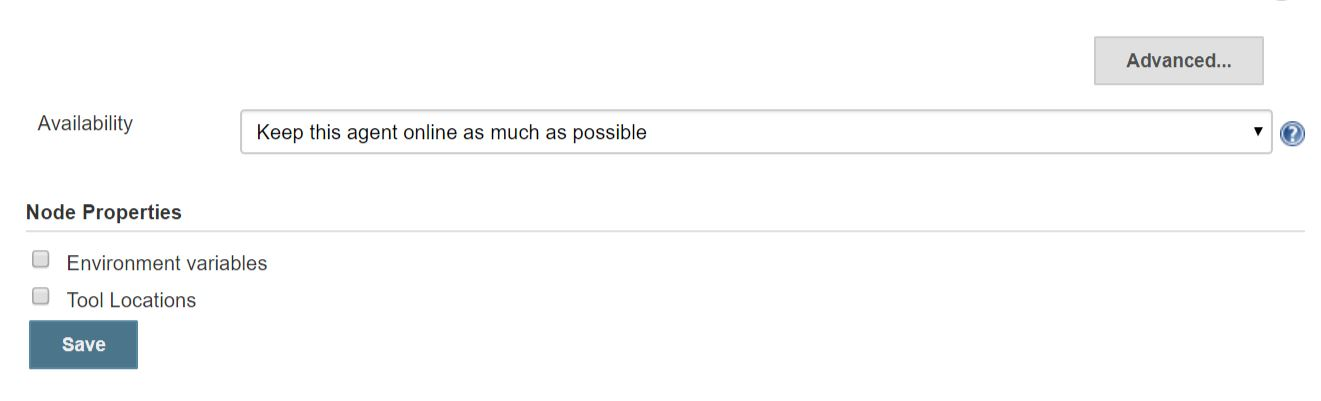 Advanced...
Availability
Keep this agent online as much as possible
Node Properties
Environment variables
Tool Locations
Save